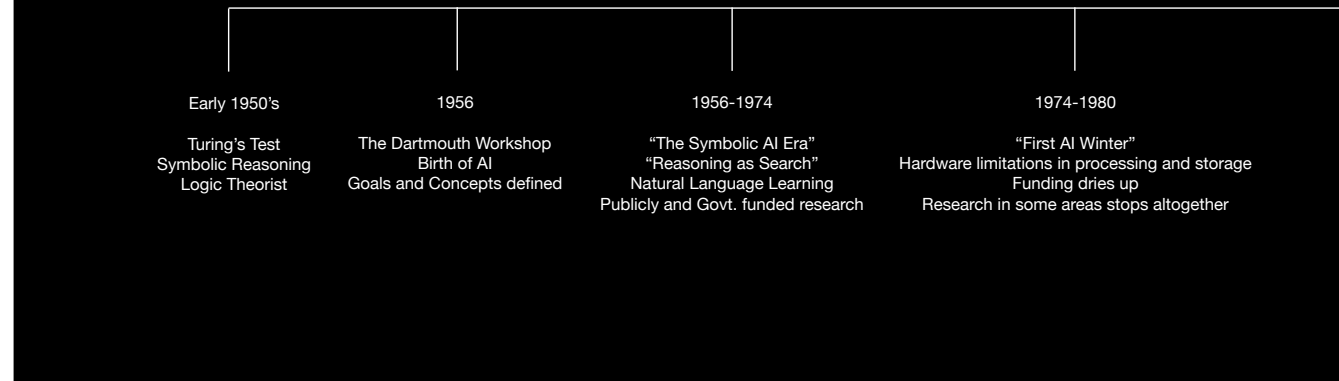 Early 1950’s
Turing’s Test
Symbolic Reasoning
Logic Theorist
1956
The Dartmouth Workshop
Birth of AI
Goals and Concepts defined
1956-1974
“The Symbolic AI Era”
“Reasoning as Search”
Natural Language Learning
Publicly and Govt. funded research
1974-1980
“First AI Winter”
Hardware limitations in processing and storage
Funding dries up
Research in some areas stops altogether